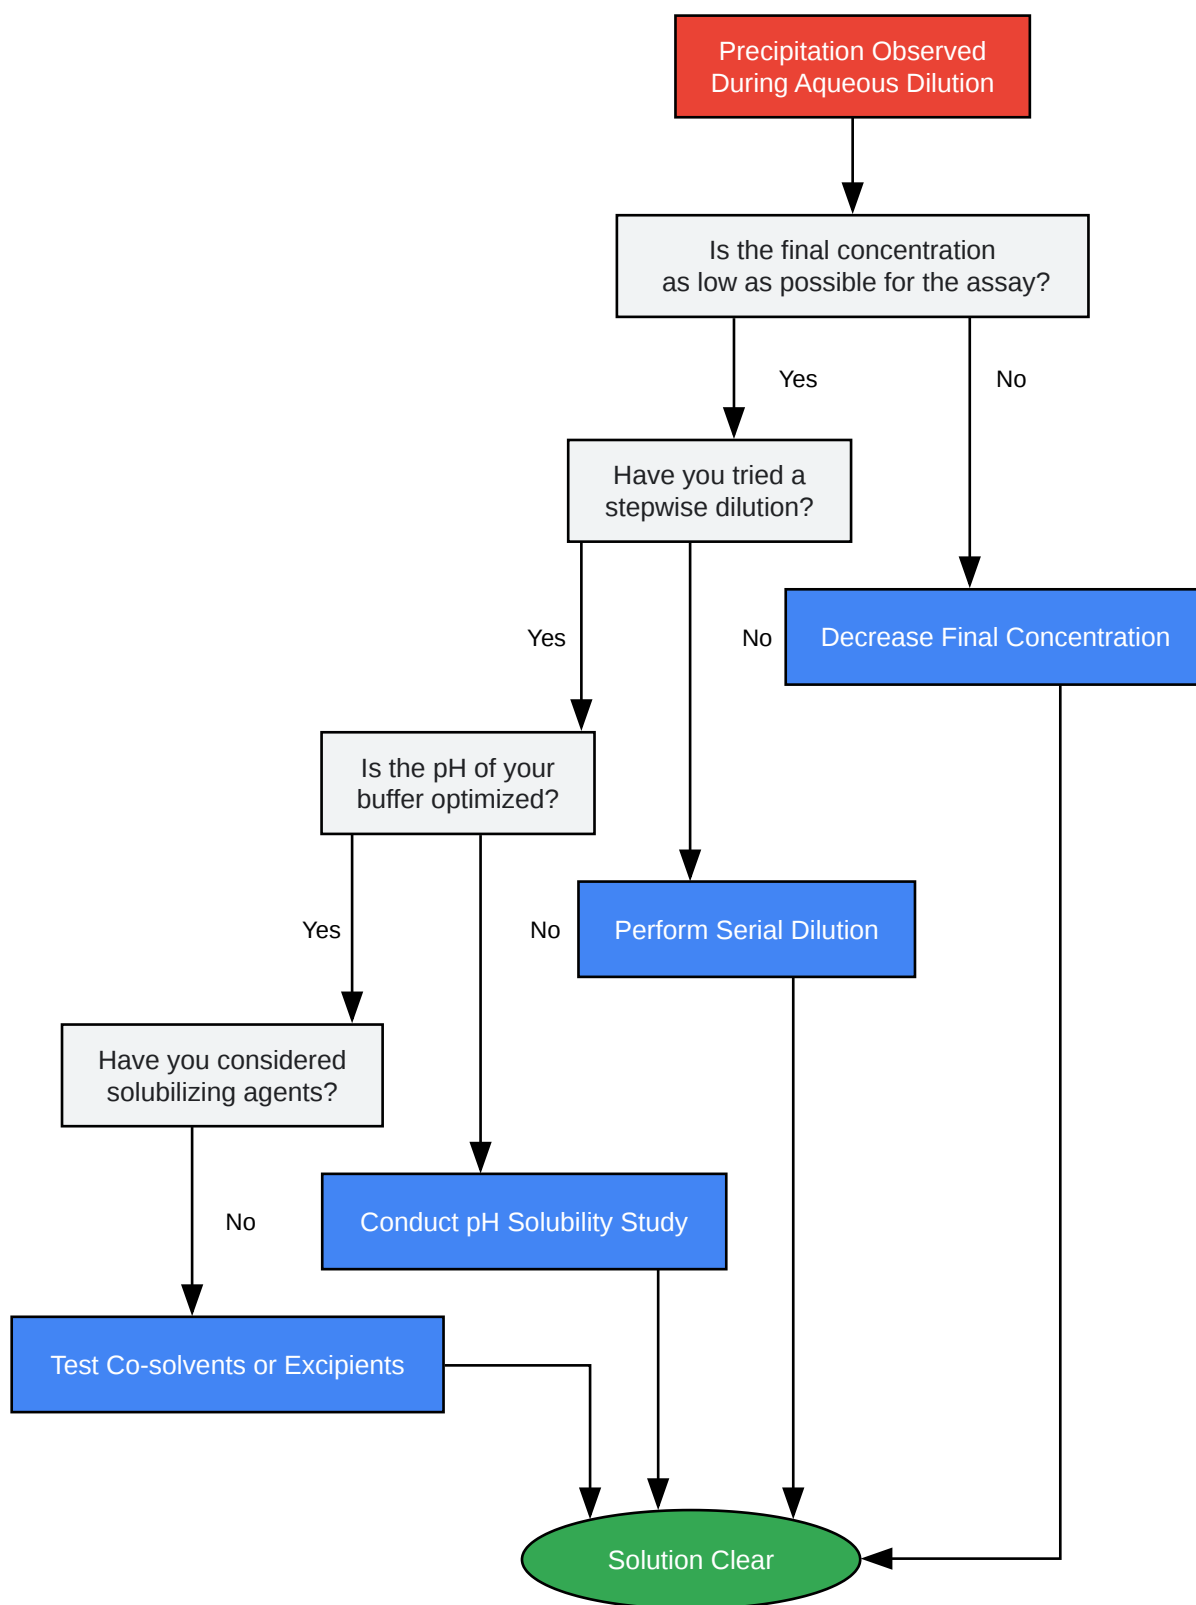 Precipitation Observed
During Aqueous Dilution
Is the final concentration
as low as possible for the assay?
Yes
No
Have you tried a
stepwise dilution?
Yes
No
Decrease Final Concentration
Is the pH of your
buffer optimized?
Yes
No
Perform Serial Dilution
Have you considered
solubilizing agents?
No
Conduct pH Solubility Study
Test Co-solvents or Excipients
Solution Clear